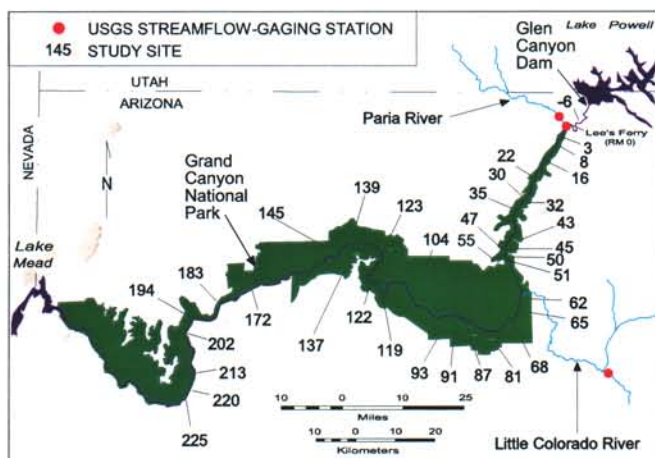 USGS STREAMFLOW-GAGING STATION
145 STUDY SITE
Lake Powell
Glen
Canyon
Dam
UTAH
ARIZONA
NEVADA
-6
Paria River
Lee's Ferry
(RM 0)
3
8
16
22
30
32
35
43
45
47
50
51
55
Grand
Canyon
National
Park
N
139
123
145
104
Lake
Mead
183
194
172
122
62
65
137
119
202
93
91
87
81
68
213
220
225
10 0 10 25
Miles
10 0 10 20
Kilometers
Little Colorado River